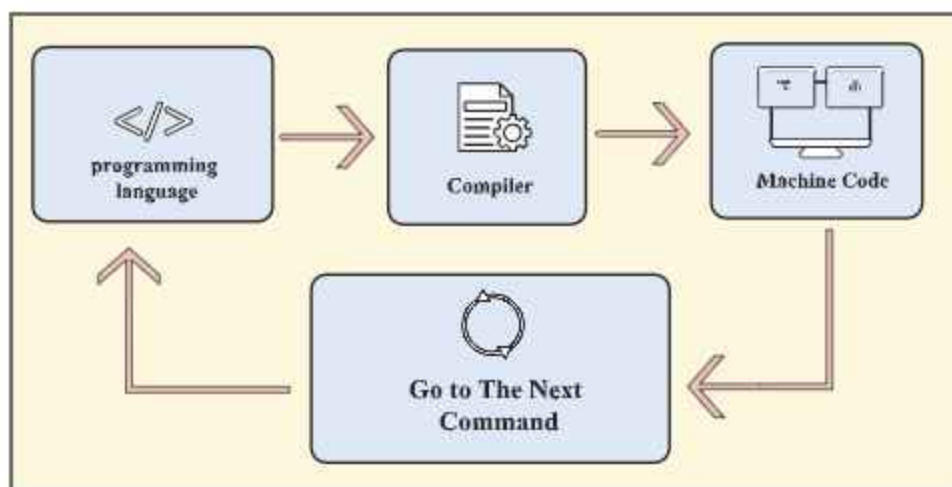 </>
programming
language
Compiler
Machine Code
Go to The Next
Command